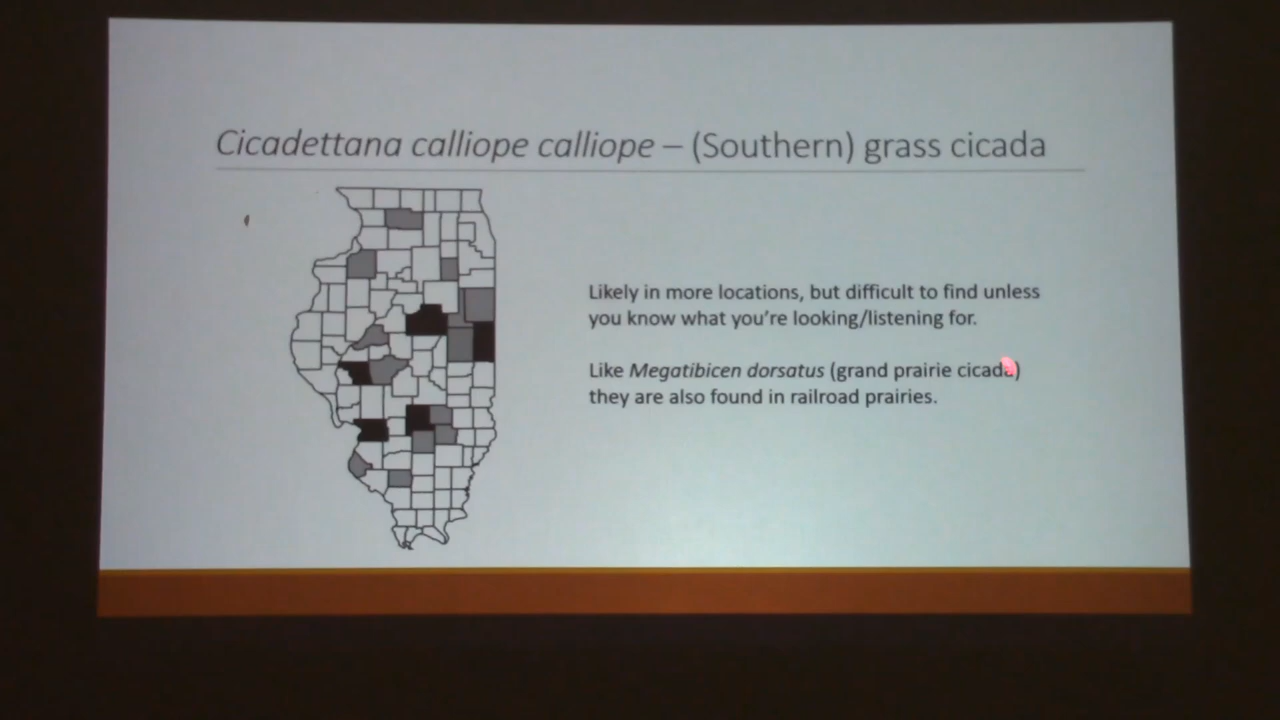 Cicadettana calliope calliope – (Southern) grass cicada
Likely in more locations, but difficult to find unless
you know what you're looking/listening for.
Like Megatibicen dorsatus (grand prairie cicada)
they are also found in railroad prairies.